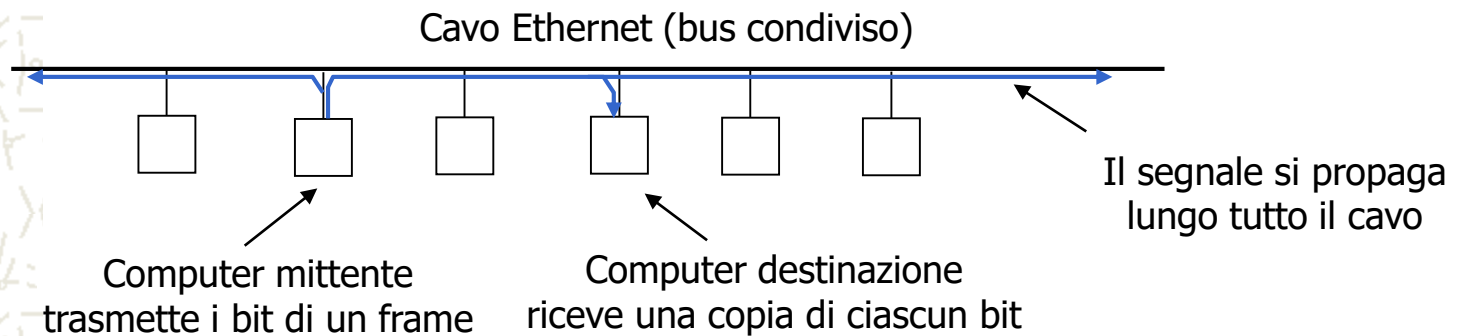 Cavo Ethernet (bus condiviso)
Il segnale si propaga
lungo tutto il cavo
Computer mittente
trasmette i bit di un frame
Computer destinazione
riceve una copia di ciascun bit